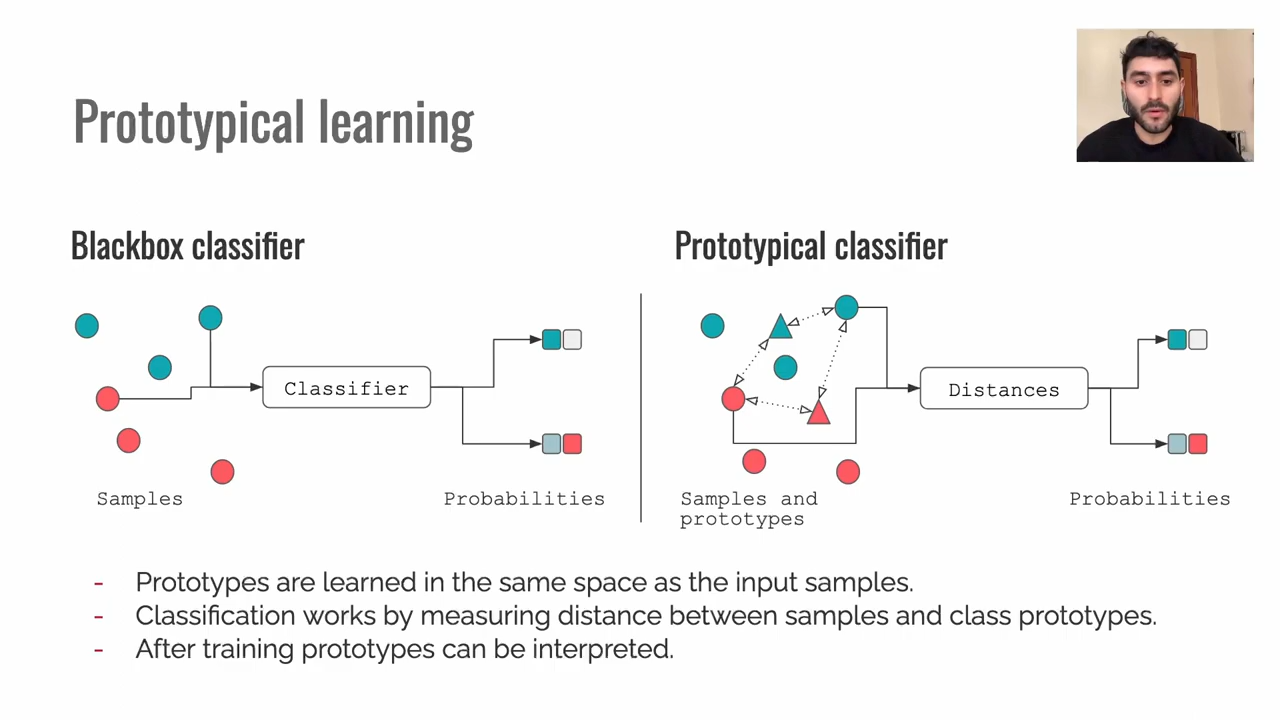 Prototypical learning
Blackbox classifier
Classifier
Samples
Probabilities
Prototypical classifier
Distances
Samples and
prototypes
Probabilities
- Prototypes are learned in the same space as the input samples.
- Classification works by measuring distance between samples and class prototypes.
- After training prototypes can be interpreted.